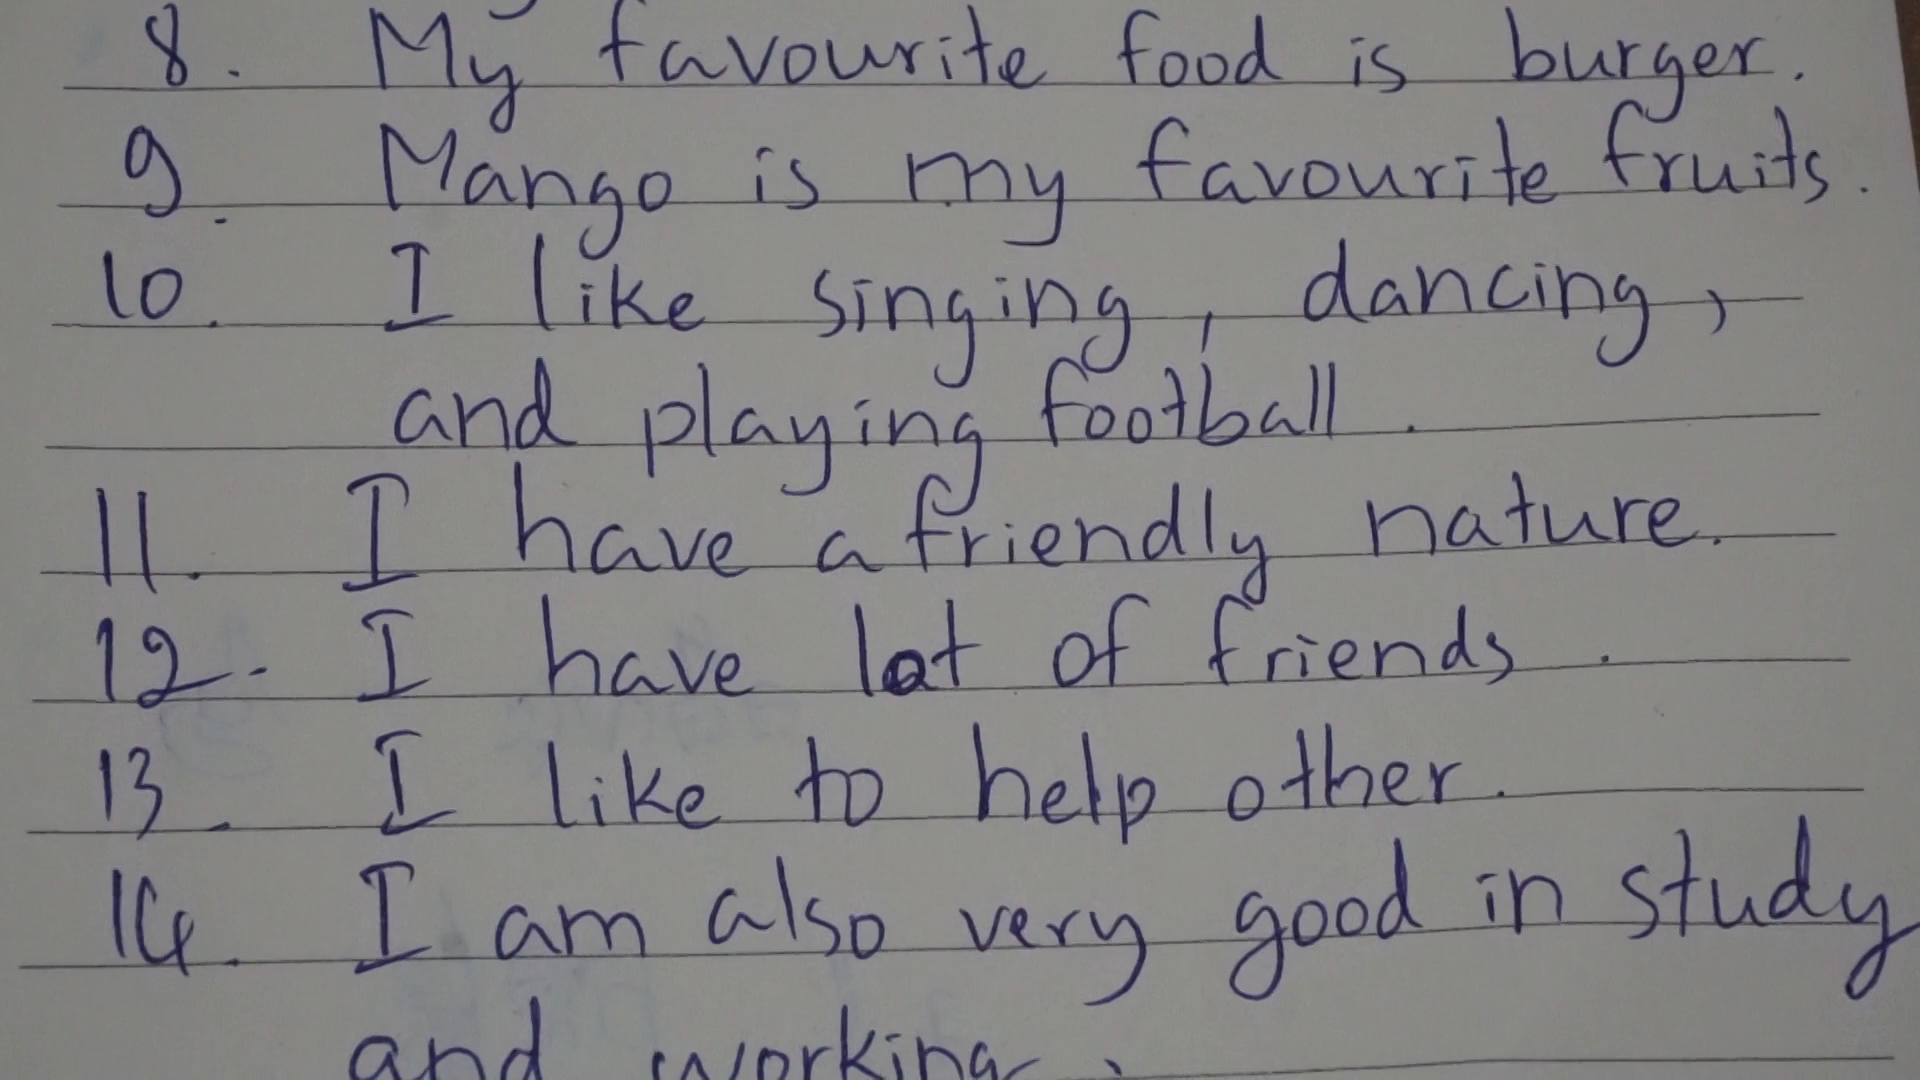 8. My favourite food is burger.
9. Mango is my favourite fruits.
10. I like singing, dancing,
and playing football.
11. I have a friendly nature.
12. I have lot of friends.
13. I like to help other.
14. I am also very good in study
and working.